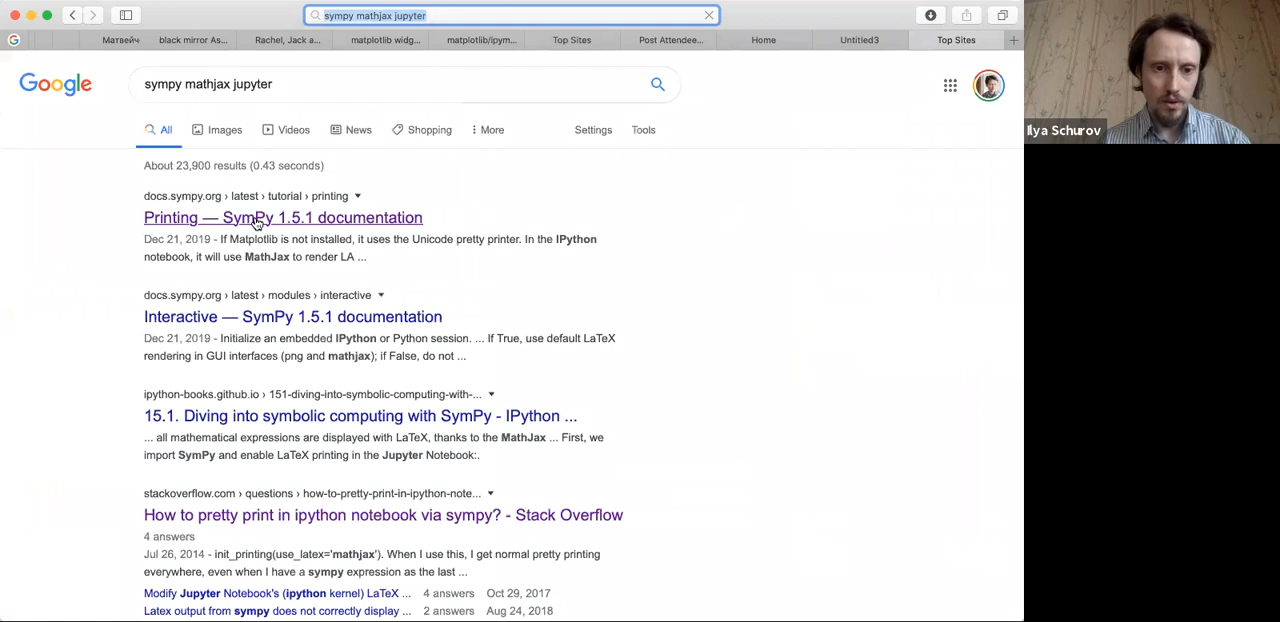 sympy mathjax jupyter
G Матвейч black mirror As... Rachel, Jack a... matplotlib widg... matplotlib/ipym... Top Sites Post Attendee... Home Untitled3 Top Sites +
Google sympy mathjax jupyter
All Images Videos News Shopping More Settings Tools
About 23,900 results (0.43 seconds)
docs.sympy.org › latest › tutorial › printing
Printing — SymPy 1.5.1 documentation
Dec 21, 2019 - If Matplotlib is not installed, it uses the Unicode pretty printer. In the IPython
notebook, it will use MathJax to render LA ...
docs.sympy.org › latest › modules › interactive
Interactive — SymPy 1.5.1 documentation
Dec 21, 2019 - Initialize an embedded IPython or Python session. ... If True, use default LaTeX
rendering in GUI interfaces (png and mathjax); if False, do not ...
ipython-books.github.io › 151-diving-into-symbolic-computing-with-...
15.1. Diving into symbolic computing with SymPy - IPython ...
... all mathematical expressions are displayed with LaTeX, thanks to the MathJax ... First, we
import SymPy and enable LaTeX printing in the Jupyter Notebook:.
stackoverflow.com › questions › how-to-pretty-print-in-ipython-note...
How to pretty print in ipython notebook via sympy? - Stack Overflow
4 answers
Jul 26, 2014 - init_printing(use_latex='mathjax'). When I use this, I get normal pretty printing
everywhere, even when I have a sympy expression as the last ...
Modify Jupyter Notebook's (ipython kernel) LaTeX ... 4 answers Oct 29, 2017
Latex output from sympy does not correctly display ... 2 answers Aug 24, 2018
Ilya Schurov